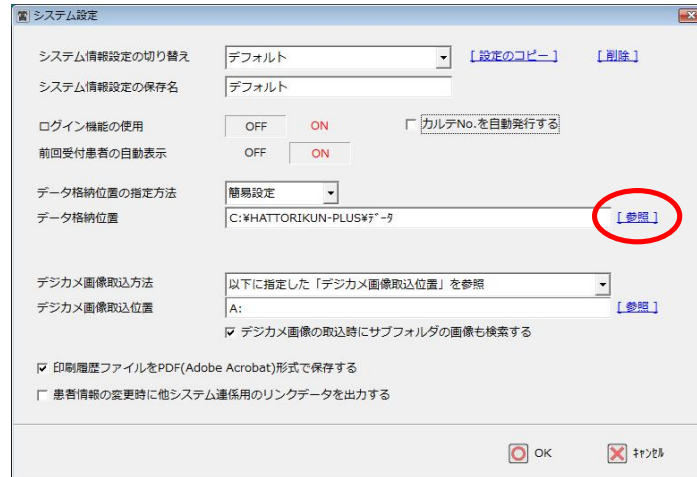 システム設定
システム情報設定の切り替え デフォルト [設定のコピー] [削除]
システム情報設定の保存名 デフォルト
ログイン機能の使用 OFF ON カルテNo.を自動発行する
前回受付患者の自動表示 OFF ON
データ格納位置の指定方法 簡易設定
データ格納位置 C:¥HATTORIKUN-PLUS¥ﾃﾞｰﾀ [参照]
デジカメ画像取込方法 以下に指定した「デジカメ画像取込位置」を参照
デジカメ画像取込位置 A: [参照]
デジカメ画像の取込時にサブフォルダの画像も検索する
印刷履歴ファイルをPDF(Adobe Acrobat)形式で保存する
患者情報の変更時に他システム連係用のリンクデータを出力する
OK ｷｬﾝｾﾙ